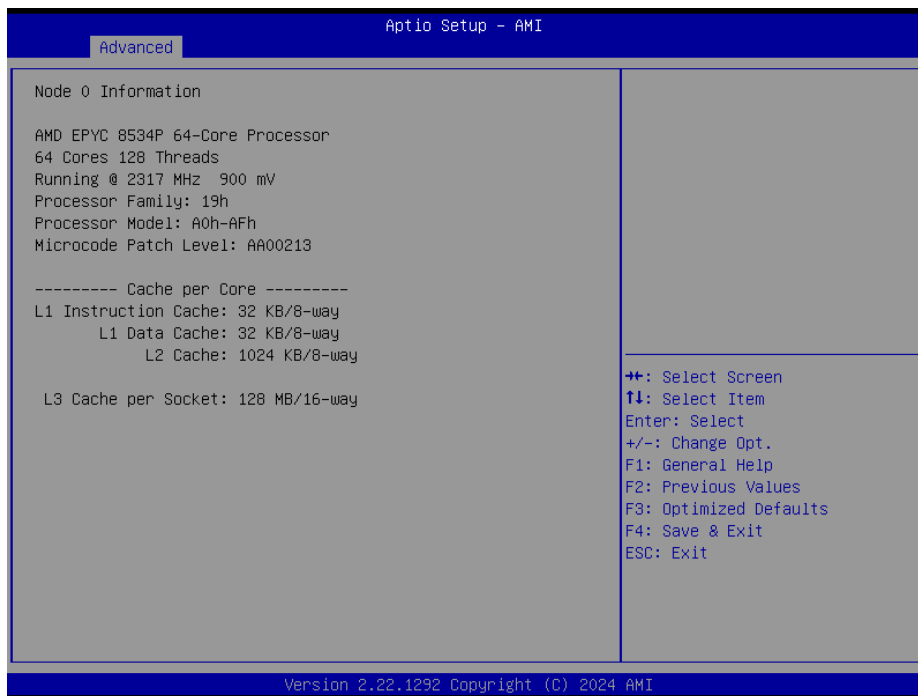 Aptio Setup - AMI
Advanced
Node 0 Information
AMD EPYC 8534P 64-Core Processor
64 Cores 128 Threads
Running @ 2317 MHz  900 mV
Processor Family: 19h
Processor Model: A0h-AFh
Microcode Patch Level: AA00213
--------- Cache per Core ---------
L1 Instruction Cache: 32 KB/8-way
L1 Data Cache: 32 KB/8-way
L2 Cache: 1024 KB/8-way
L3 Cache per Socket: 128 MB/16-way
→←: Select Screen
↑↓: Select Item
Enter: Select
+/-: Change Opt.
F1: General Help
F2: Previous Values
F3: Optimized Defaults
F4: Save & Exit
ESC: Exit
Version 2.22.1292 Copyright (C) 2024 AMI